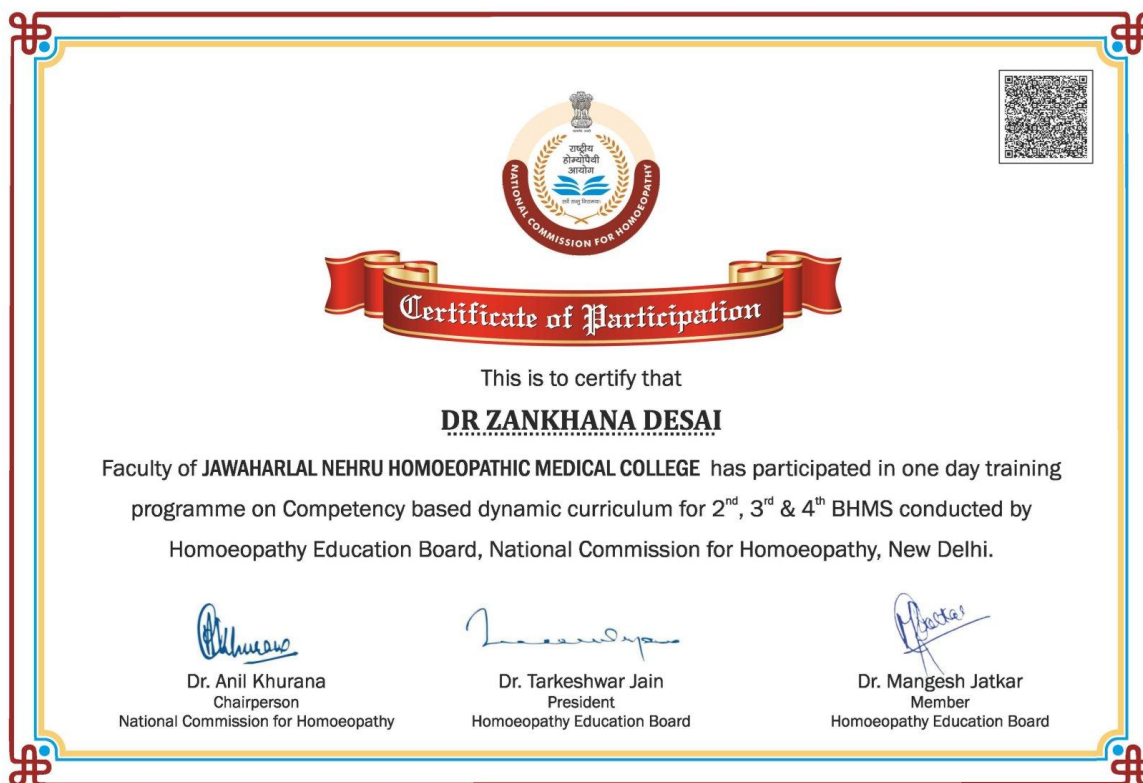 राष्ट्रीय
होम्योपैथी
आयोग
NATIONAL COMMISSION FOR HOMOEOPATHY
Certificate of Participation
This is to certify that
DR ZANKHANA DESAI
Faculty of JAWAHARLAL NEHRU HOMOEOPATHIC MEDICAL COLLEGE has participated in one day training
programme on Competency based dynamic curriculum for 2nd, 3rd & 4th BHMS conducted by
Homoeopathy Education Board, National Commission for Homoeopathy, New Delhi.
Dr. Anil Khurana
Chairperson
National Commission for Homoeopathy
Dr. Tarkeshwar Jain
President
Homoeopathy Education Board
Dr. Mangesh Jatkar
Member
Homoeopathy Education Board